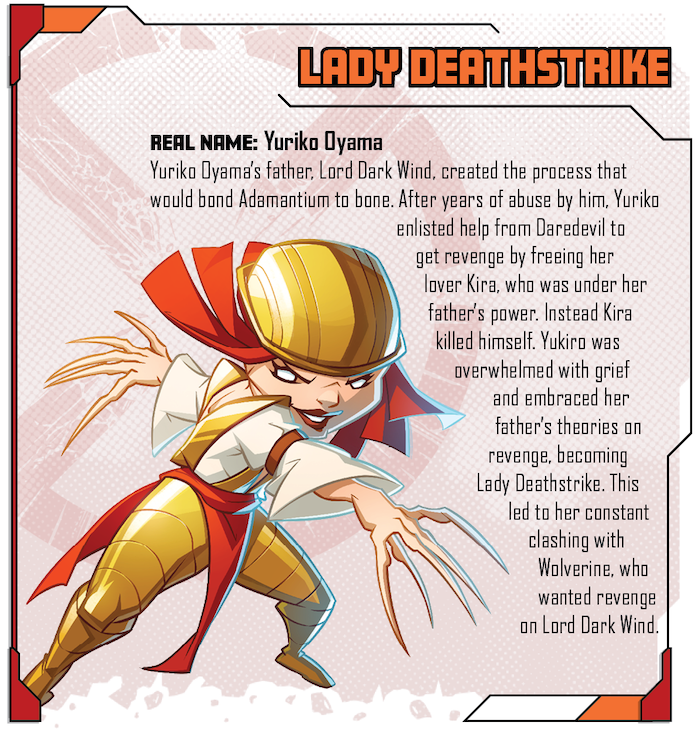 LADY DEATHSTRIKE
REAL NAME: Yuriko Oyama
Yuriko Oyama's father, Lord Dark Wind, created the process that
would bond Adamantium to bone. After years of abuse by him, Yuriko
enlisted help from Daredevil to
get revenge by freeing her
lover Kira, who was under her
father's power. Instead Kira
killed himself. Yukiro was
overwhelmed with grief
and embraced her
father's theories on
revenge, becoming
Lady Deathstrike. This
led to her constant
clashing with
Wolverine, who
wanted revenge
on Lord Dark Wind.